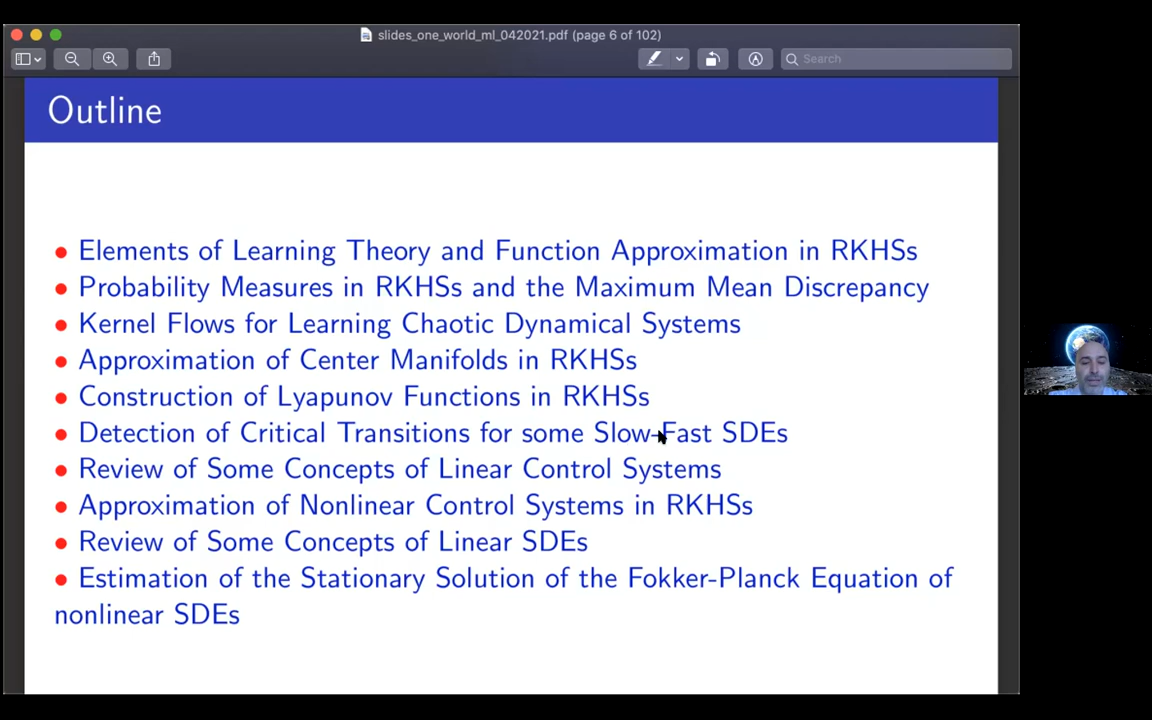 slides_one_world_ml_042021.pdf (page 6 of 102)
Search
Outline
• Elements of Learning Theory and Function Approximation in RKHSs
• Probability Measures in RKHSs and the Maximum Mean Discrepancy
• Kernel Flows for Learning Chaotic Dynamical Systems
• Approximation of Center Manifolds in RKHSs
• Construction of Lyapunov Functions in RKHSs
• Detection of Critical Transitions for some Slow-Fast SDEs
• Review of Some Concepts of Linear Control Systems
• Approximation of Nonlinear Control Systems in RKHSs
• Review of Some Concepts of Linear SDEs
• Estimation of the Stationary Solution of the Fokker-Planck Equation of
nonlinear SDEs